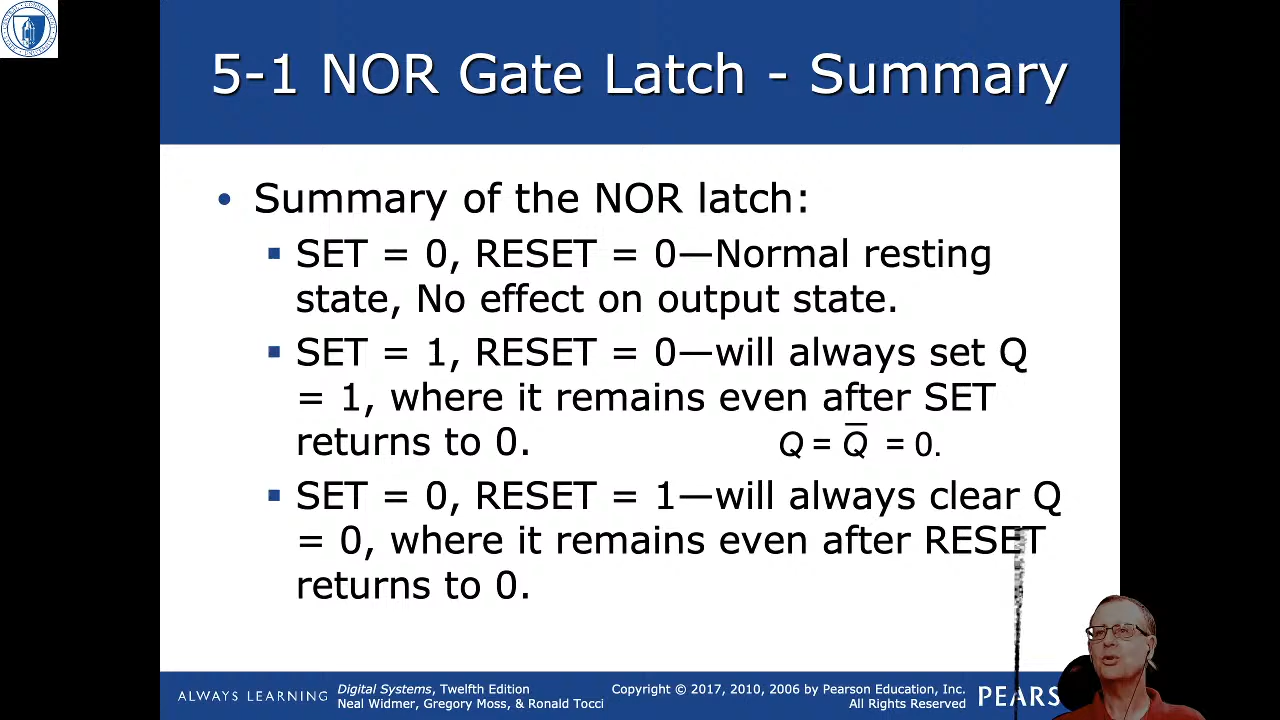 5-1 NOR Gate Latch - Summary
• Summary of the NOR latch:
▪ SET = 0, RESET = 0—Normal resting
state, No effect on output state.
▪ SET = 1, RESET = 0—will always set Q
= 1, where it remains even after SET
returns to 0.
Q = Q̅ = 0.
▪ SET = 0, RESET = 1—will always clear Q
= 0, where it remains even after RESET
returns to 0.
ALWAYS LEARNING
Digital Systems, Twelfth Edition
Neal Widmer, Gregory Moss, & Ronald Tocci
Copyright © 2017, 2010, 2006 by Pearson Education, Inc.
All Rights Reserved
PEARS